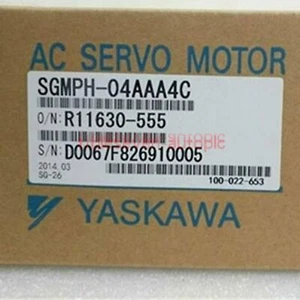 AC SERVO MOTOR
SGMPH-04AAA4C
O/N: R11630-555
S/N: D0067F826910005
2014.03
SG-26
100-022-653
YASKAWA